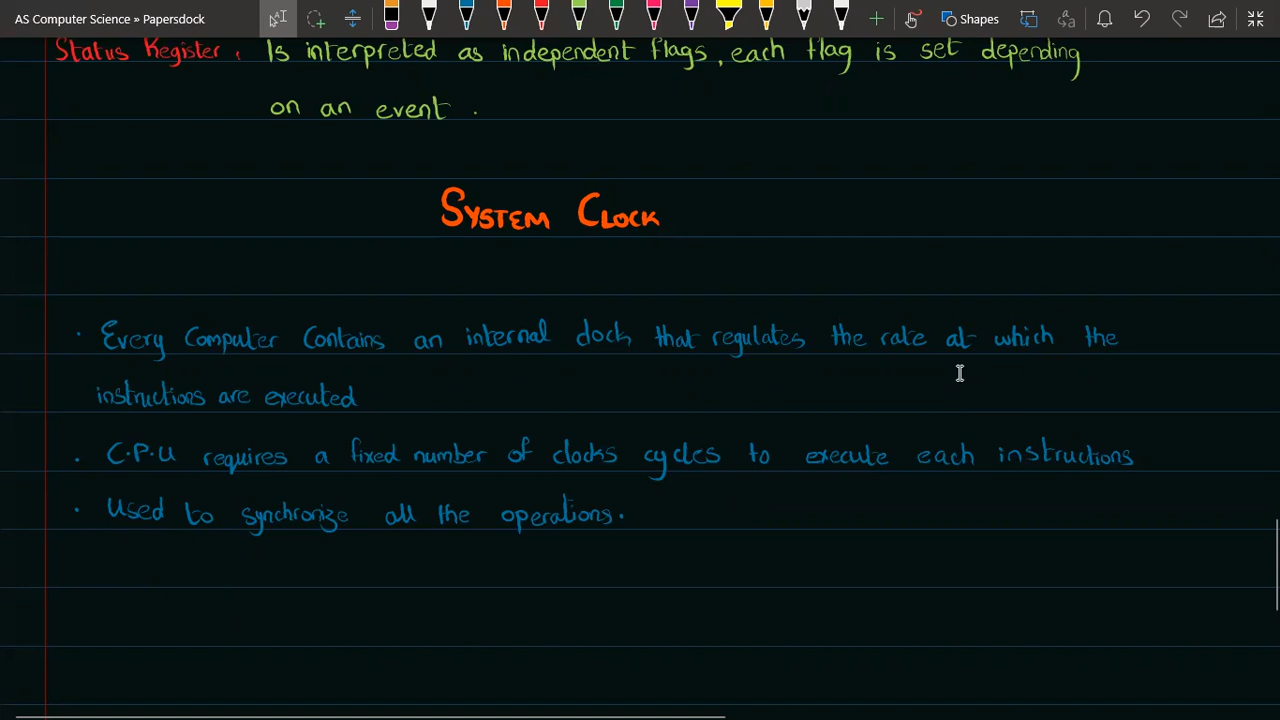 AS Computer Science » Papersdock
Shapes
Status Register. Is interpreted as independent flags, each flag is set depending
on an event.
SYSTEM CLOCK
· Every Computer Contains an internal clock that regulates the rate at which the
instructions are executed
· C.P.U requires a fixed number of clocks cycles to execute each instructions
· Used to synchronize all the operations.